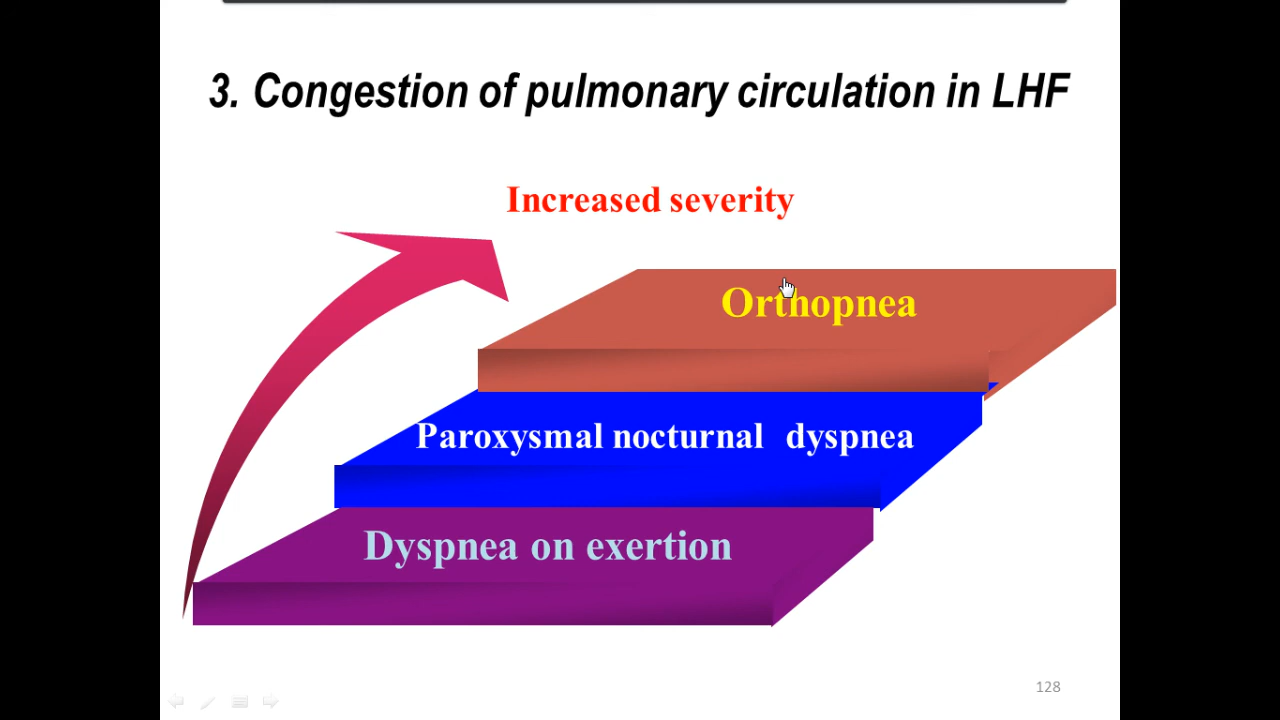 3. Congestion of pulmonary circulation in LHF
Increased severity
Orthopnea
Paroxysmal nocturnal dyspnea
Dyspnea on exertion
128